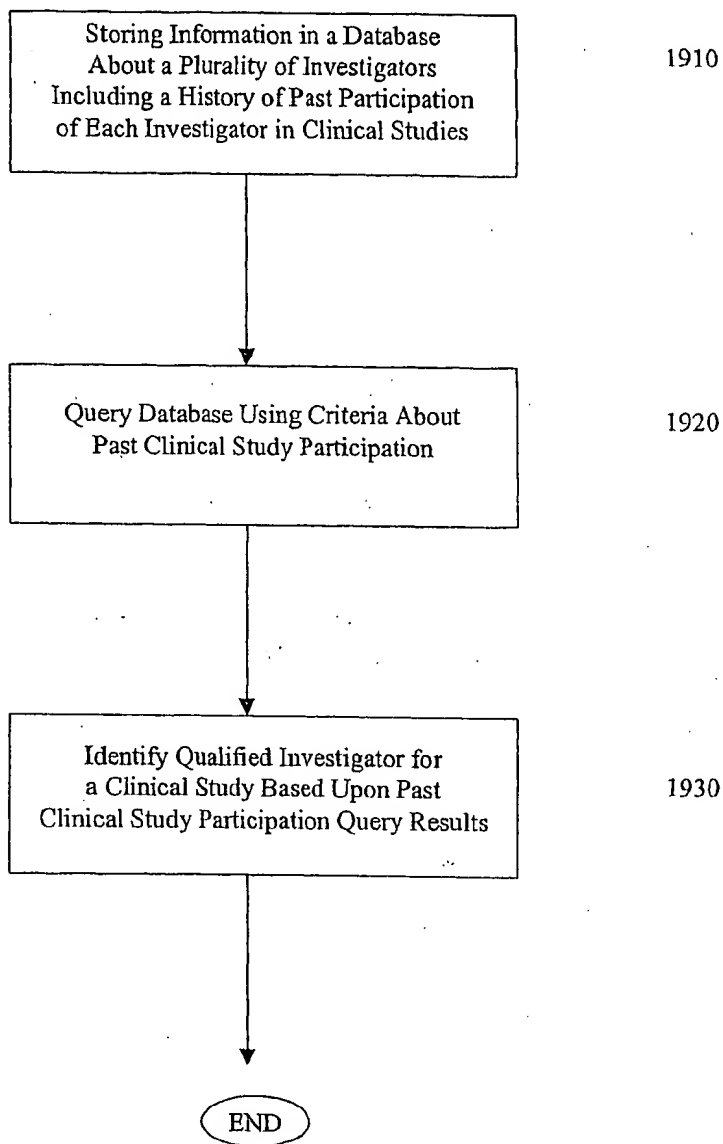 Storing Information in a Database
About a Plurality of Investigators
Including a History of Past Participation
of Each Investigator in Clinical Studies
1910
Query Database Using Criteria About
Past Clinical Study Participation
1920
Identify Qualified Investigator for
a Clinical Study Based Upon Past
Clinical Study Participation Query Results
1930
END